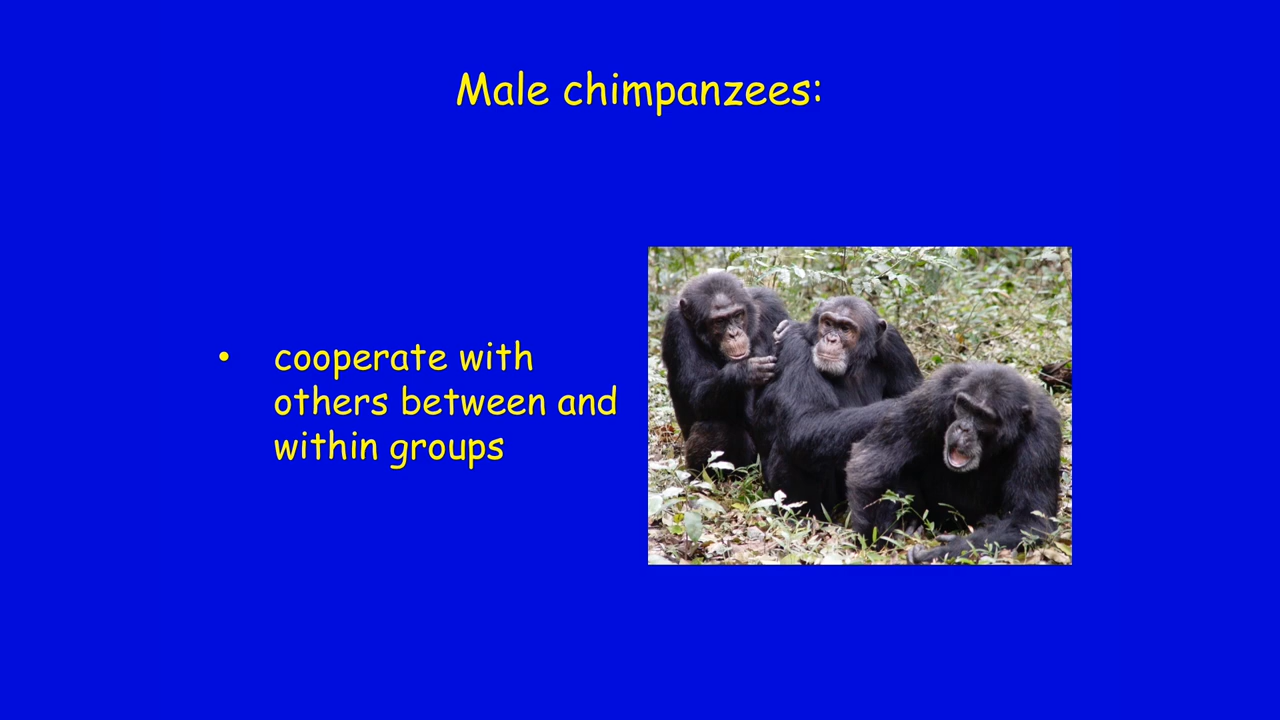 Male chimpanzees:
• cooperate with
others between and
within groups